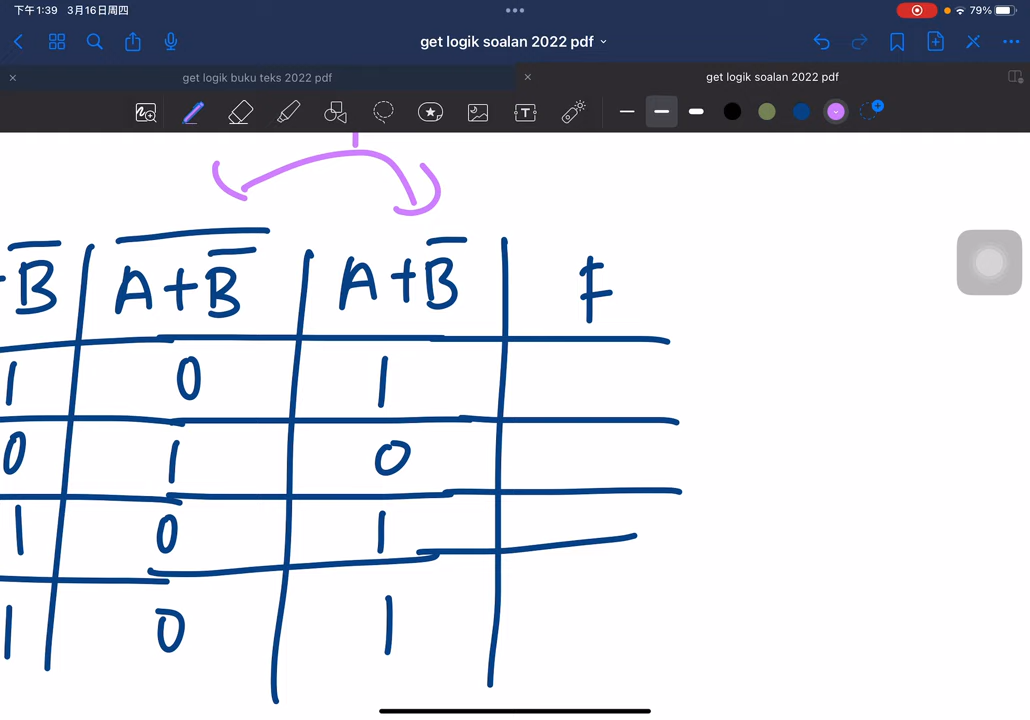 下午1:39 3月16日周四
79%
get logik soalan 2022 pdf
get logik buku teks 2022 pdf
get logik soalan 2022 pdf
+B̅ | \overline{A+B̅} | A+B̅ | F
1 | 0 | 1
0 | 1 | 0
1 | 0 | 1
1 | 0 | 1